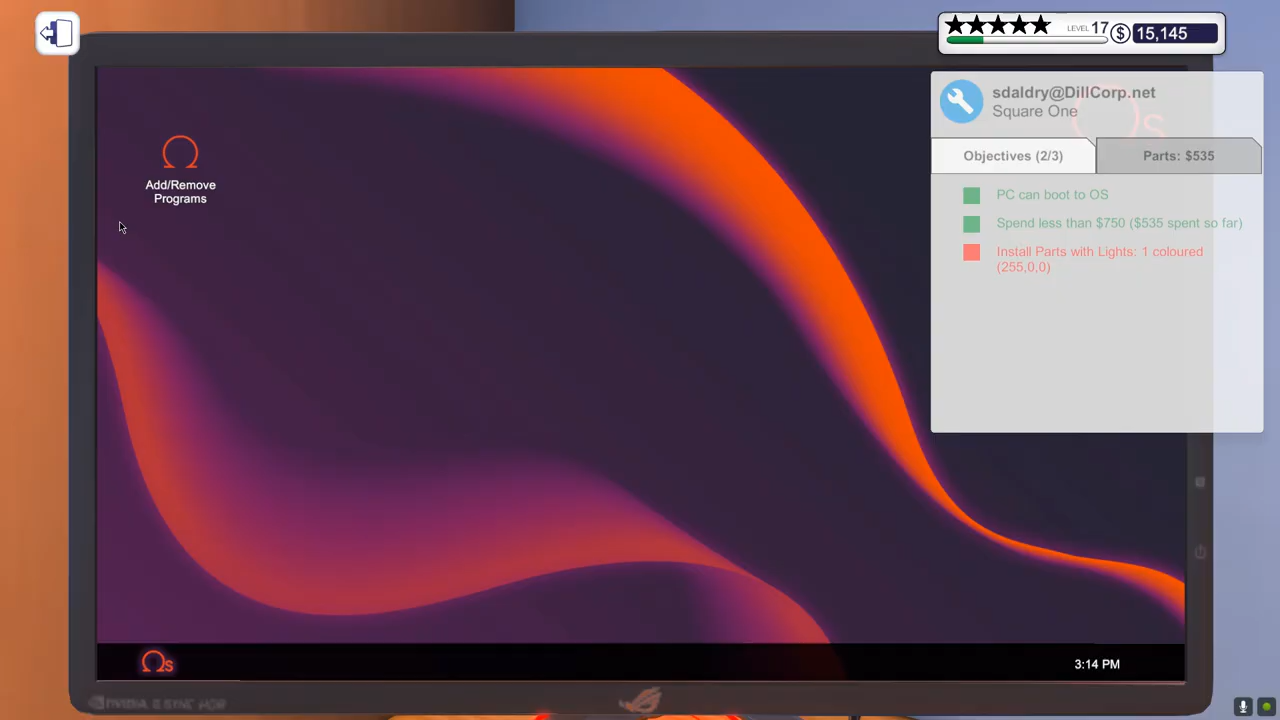 LEVEL 17
$ 15,145
sdaldry@DillCorp.net
Square One
Objectives (2/3)
Parts: $535
PC can boot to OS
Spend less than $750 ($535 spent so far)
Install Parts with Lights: 1 coloured
(255,0,0)
Add/Remove
Programs
Ωs
3:14 PM